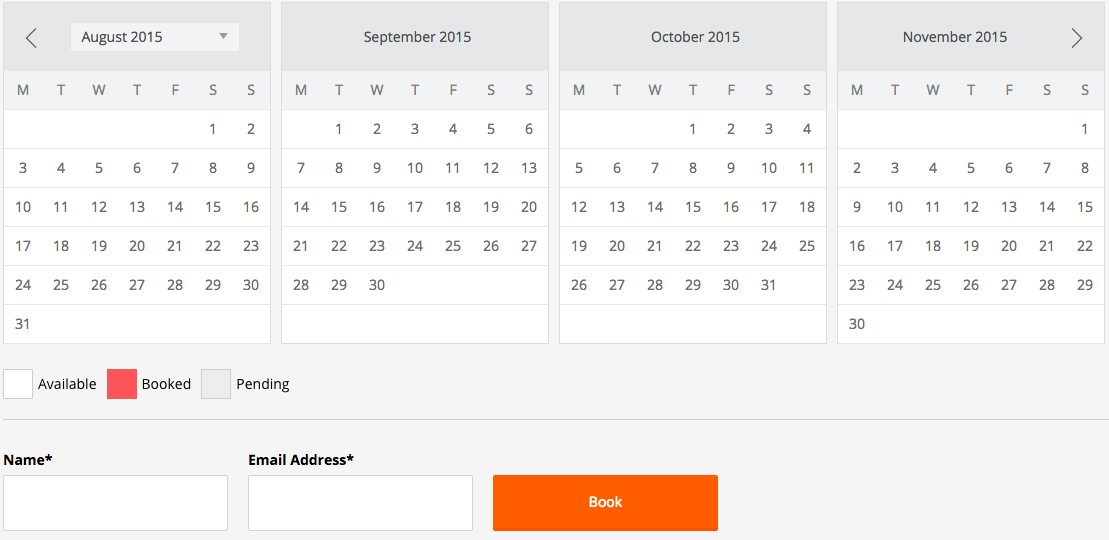 August 2015
M T W T F S S
1 2
3 4 5 6 7 8 9
10 11 12 13 14 15 16
17 18 19 20 21 22 23
24 25 26 27 28 29 30
31
September 2015
M T W T F S S
1 2 3 4 5 6
7 8 9 10 11 12 13
14 15 16 17 18 19 20
21 22 23 24 25 26 27
28 29 30
October 2015
M T W T F S S
1 2 3 4
5 6 7 8 9 10 11
12 13 14 15 16 17 18
19 20 21 22 23 24 25
26 27 28 29 30 31
November 2015
M T W T F S S
1
2 3 4 5 6 7 8
9 10 11 12 13 14 15
16 17 18 19 20 21 22
23 24 25 26 27 28 29
30
Available Booked Pending
Name* Email Address*
Book